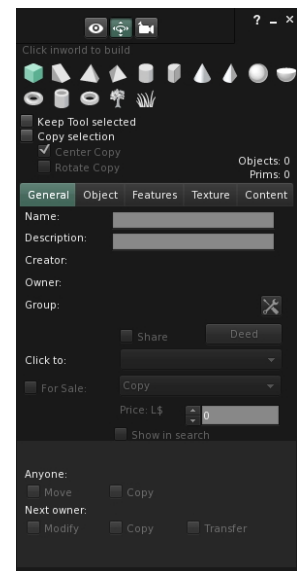 ? _ ×
Click inworld to build
Keep Tool selected
Copy selection
Center Copy
Rotate Copy
Objects: 0
Prims: 0
General Object Features Texture Content
Name:
Description:
Creator:
Owner:
Group:
Share Deed
Click to:
For Sale: Copy
Price: L$ 0
Show in search
Anyone:
Move Copy
Next owner:
Modify Copy Transfer